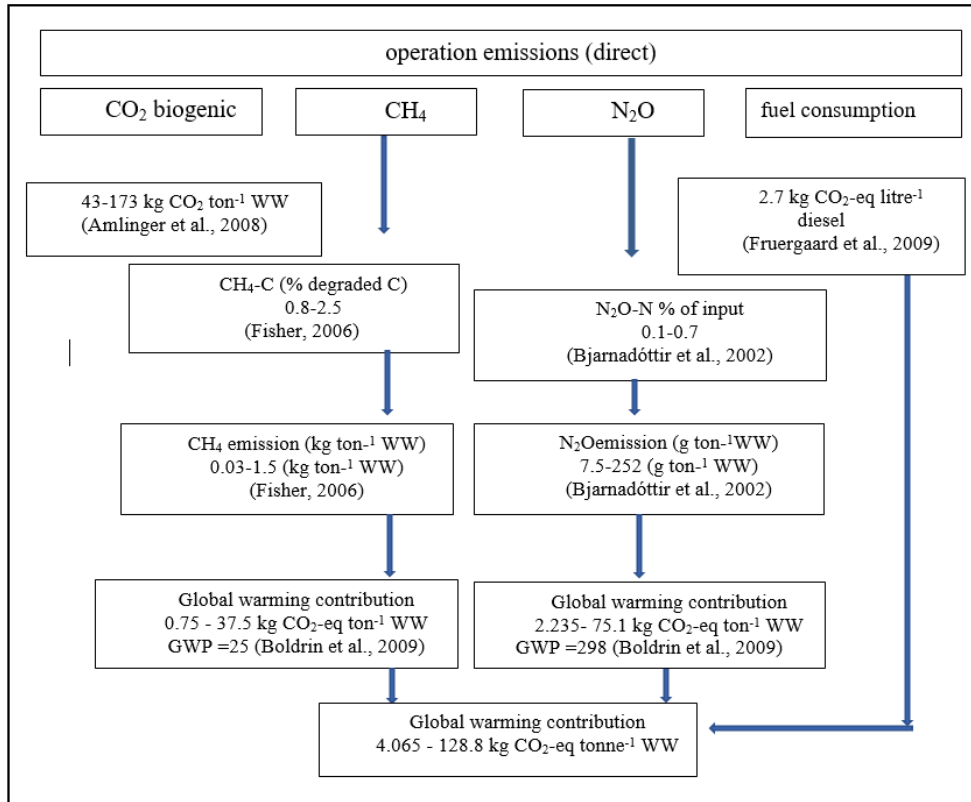 operation emissions (direct)
CO₂ biogenic
CH₄
N₂O
fuel consumption
43-173 kg CO₂ ton⁻¹ WW
(Amlinger et al., 2008)
2.7 kg CO₂-eq litre⁻¹
diesel
(Fruergaard et al., 2009)
CH₄-C (% degraded C)
0.8-2.5
(Fisher, 2006)
N₂O-N % of input
0.1-0.7
(Bjarnadóttir et al., 2002)
CH₄ emission (kg ton-¹ WW)
0.03-1.5 (kg ton-¹ WW)
(Fisher, 2006)
N₂Oemission (g ton-¹WW)
7.5-252 (g ton-¹ WW)
(Bjarnadóttir et al., 2002)
Global warming contribution
0.75 - 37.5 kg CO₂-eq ton-¹ WW
GWP =25 (Boldrin et al., 2009)
Global warming contribution
2.235- 75.1 kg CO₂-eq ton-¹ WW
GWP =298 (Boldrin et al., 2009)
Global warming contribution
4.065 - 128.8 kg CO₂-eq tonne-¹ WW